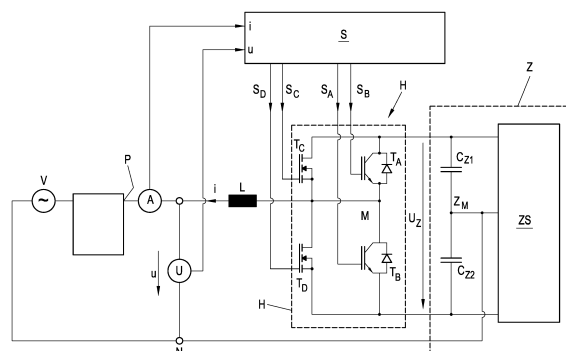 S
i
u
S_D S_C S_A S_B
H
Z
T_C
T_A
C_Z1
P
V
A
i
L
M
U_Z
Z_M
ZS
u
U
T_D
T_B
C_Z2
H
N